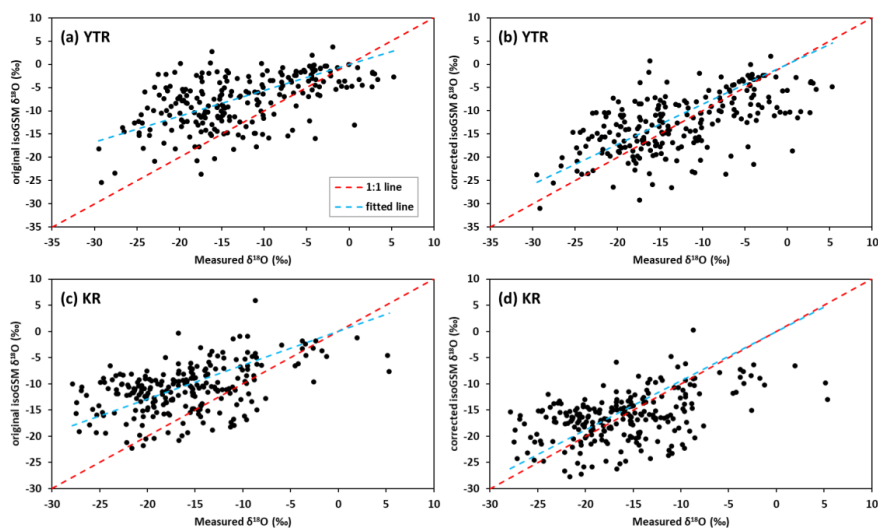 (a) YTR
original isoGSM δ¹⁸O (‰)
10
5
0
-5
-10
-15
-20
-25
-30
-35
1:1 line
fitted line
-35 -30 -25 -20 -15 -10 -5 0 5 10
Measured δ¹⁸O (‰)
(b) YTR
corrected isoGSM δ¹⁸O (‰)
10
5
0
-5
-10
-15
-20
-25
-30
-35
-35 -30 -25 -20 -15 -10 -5 0 5 10
Measured δ¹⁸O (‰)
(c) KR
original isoGSM δ¹⁸O (‰)
10
5
0
-5
-10
-15
-20
-25
-30
-30 -25 -20 -15 -10 -5 0 5 10
Measured δ¹⁸O (‰)
(d) KR
corrected isoGSM δ¹⁸O (‰)
10
5
0
-5
-10
-15
-20
-25
-30
-30 -25 -20 -15 -10 -5 0 5 10
Measured δ¹⁸O (‰)